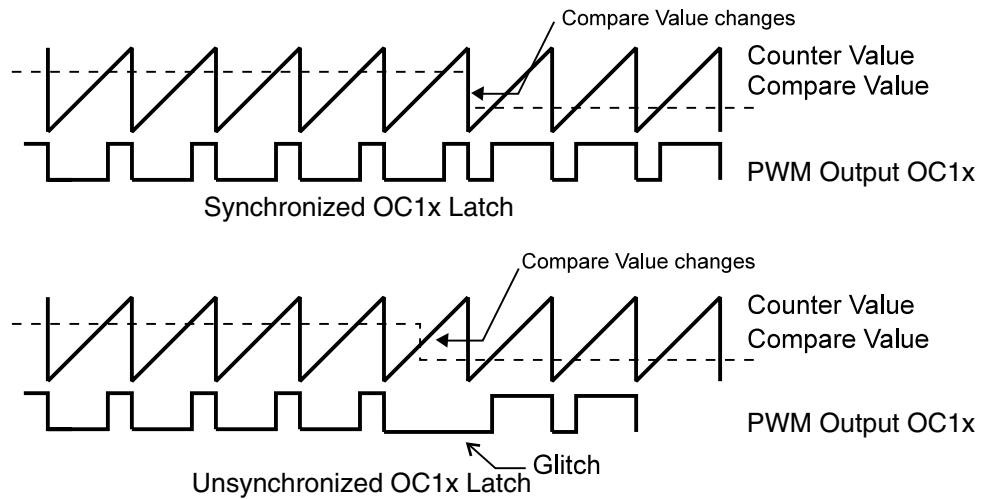 Compare Value changes
Counter Value
Compare Value
PWM Output OC1x
Synchronized OC1x Latch
Compare Value changes
Counter Value
Compare Value
PWM Output OC1x
Glitch
Unsynchronized OC1x Latch